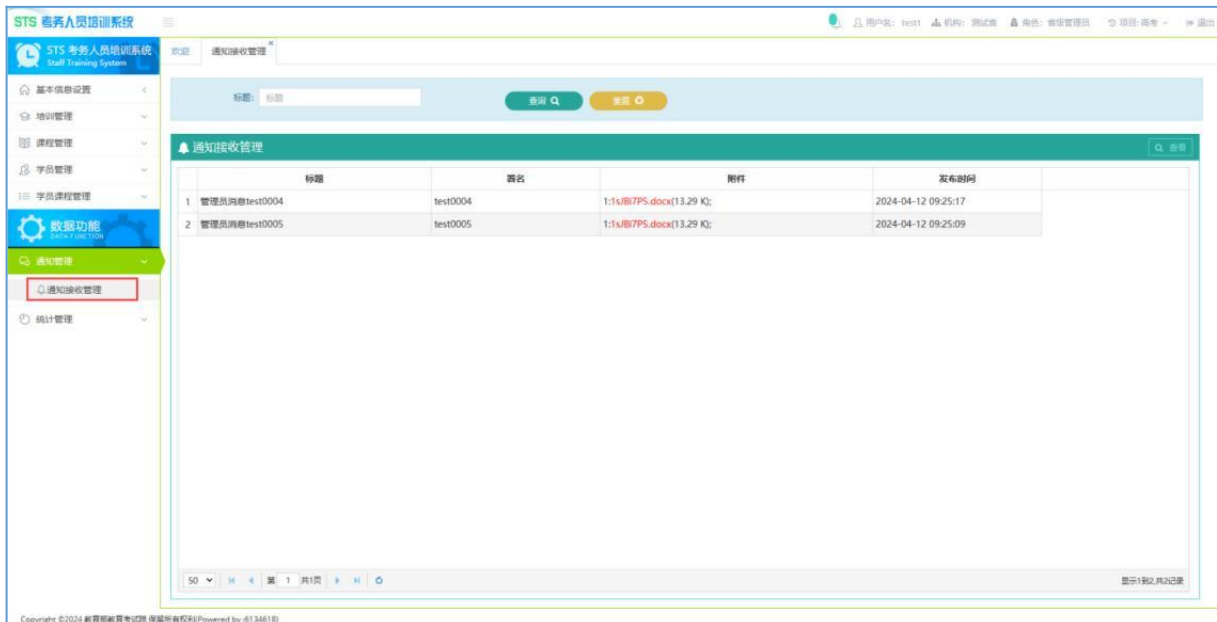 STS 考务人员培训系统
用户名: test1 机构: 测试省 角色: 省级管理员 项目:高考 退出
STS 考务人员培训系统
Staff Training System
欢迎 通知接收管理
基本信息设置
标题: 标题 查询 重置
培训管理
课程管理
通知接收管理 查看
学员管理
标题 署名 附件 发布时间
学员课程管理
1 管理员消息test0004 test0004 1:1sJBi7PS.docx(13.29 K); 2024-04-12 09:25:17
数据功能
DATA FUNCTION
2 管理员消息test0005 test0005 1:1sJBi7PS.docx(13.29 K); 2024-04-12 09:25:09
通知管理
通知接收管理
统计管理
50 第 1 共1页 显示1到2,共2记录
Copyright ©2024 教育部教育考试院 保留所有权利(Powered by :6134618)